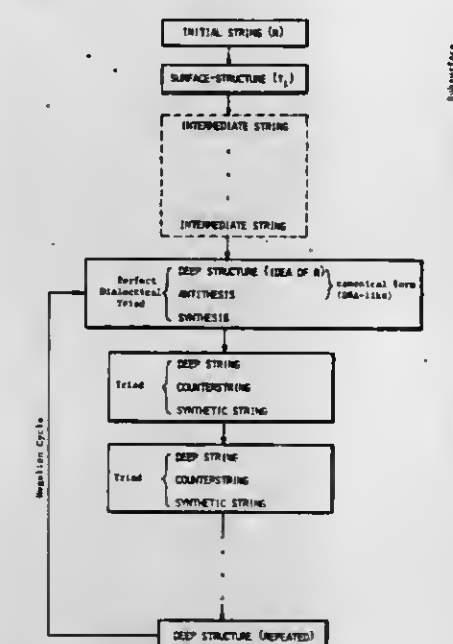 INITIAL STRING (R)
SURFACE-STRUCTURE (T₁)
INTERMEDIATE STRING
INTERMEDIATE STRING
Perfect Dialectical Triad
DEEP STRUCTURE (IDEA OF R)
ANTITHESIS
SYNTHESIS
canonical form
(DNA-like)
Triad
DEEP STRING
COUNTERSTRING
SYNTHETIC STRING
Triad
DEEP STRING
COUNTERSTRING
SYNTHETIC STRING
Negation Cycle
DEEP STRUCTURE (REPEATED)
Subsurface